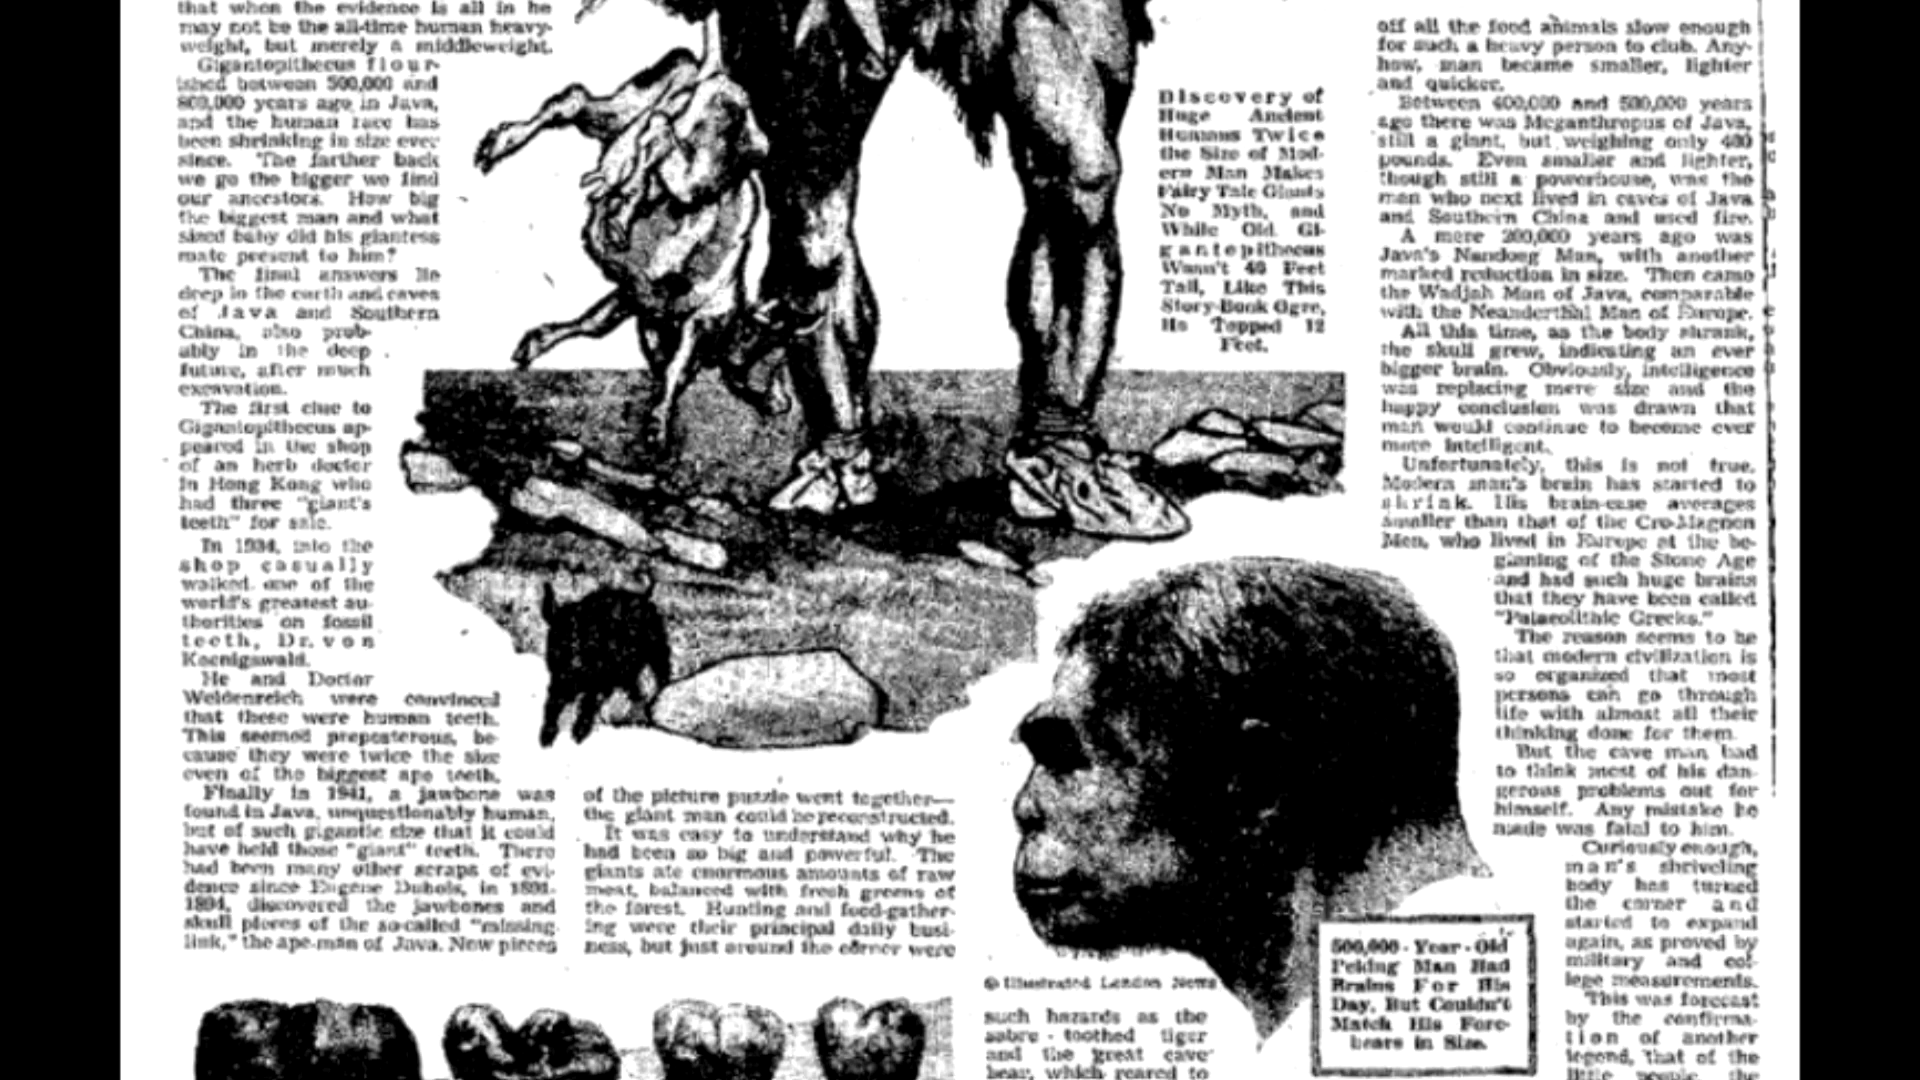 that when the evidence is all in he
may not be the all-time human heavy-
weight, but merely a middleweight.
Gigantopithecus flour-
ished between 500,000 and
800,000 years ago in Java,
and the human race has
been shrinking in size ever
since. The farther back
we go the bigger we find
our ancestors. How big
the biggest man and what
sized baby did his giantess
mate present to him?
The final answers lie
deep in the earth and caves
of Java and Southern
China, also prob-
ably in the deep
future, after much
excavation.
The first clue to
Gigantopithecus ap-
peared in the shop
of an herb doctor
in Hong Kong who
had three "giant's
teeth" for sale.
In 1934, into the
shop casually
walked one of the
world's greatest au-
thorities on fossil
teeth, Dr. von
Koenigswald.
He and Doctor
Weidenreich were convinced
that these were human teeth.
This seemed preposterous, be-
cause they were twice the size
even of the biggest ape teeth.
Finally in 1941, a jawbone was
found in Java, unquestionably human,
but of such gigantic size that it could
have held those "giant" teeth. There
had been many other scraps of evi-
dence since Eugene Dubois, in 1891-
1894, discovered the jawbones and
skull pieces of the so-called "missing
link," the ape-man of Java. New pieces
of the picture puzzle went together—
the giant man could be reconstructed.
It was easy to understand why he
had been so big and powerful. The
giants ate enormous amounts of raw
meat, balanced with fresh greens of
the forest. Hunting and food-gather-
ing were their principal daily busi-
ness, but just around the corner were
© Illustrated London News
such hazards as the
sabre-toothed tiger
and the great cave
bear, which reared to
Discovery of
Huge Ancient
Humans Twice
the Size of Mod-
ern Man Makes
Fairy Tale Giants
No Myth, and
While Old Gi-
gantopithecus
Wasn't 40 Feet
Tall, Like This
Story-Book Ogre,
He Topped 12
Feet.
500,000-Year-Old
Peking Man Had
Brains For His
Day, But Couldn't
Match His Fore-
bears in Size.
off all the food animals slow enough
for such a heavy person to club. Any-
how, man became smaller, lighter
and quicker.
Between 400,000 and 500,000 years
ago there was Meganthropus of Java,
still a giant, but weighing only 400
pounds. Even smaller and lighter,
though still a powerhouse, was the
man who next lived in caves of Java
and Southern China and used fire.
A mere 200,000 years ago was
Java's Nandong Man, with another
marked reduction in size. Then came
the Wadjak Man of Java, comparable
with the Neanderthal Man of Europe.
All this time, as the body shrank,
the skull grew, indicating an ever
bigger brain. Obviously, intelligence
was replacing mere size and the
happy conclusion was drawn that
man would continue to become ever
more intelligent.
Unfortunately, this is not true.
Modern man's brain has started to
shrink. His brain-case averages
smaller than that of the Cro-Magnon
Men, who lived in Europe at the be-
ginning of the Stone Age
and had such huge brains
that they have been called
"Palaeolithic Greeks."
The reason seems to be
that modern civilization is
so organized that most
persons can go through
life with almost all their
thinking done for them.
But the cave man had
to think most of his dan-
gerous problems out for
himself. Any mistake he
made was fatal to him.
Curiously enough,
man's shriveling
body has turned
the corner and
started to expand
again, as proved by
military and col-
lege measurements.
This was forecast
by the confirma-
tion of another
legend, that of the
little people, the